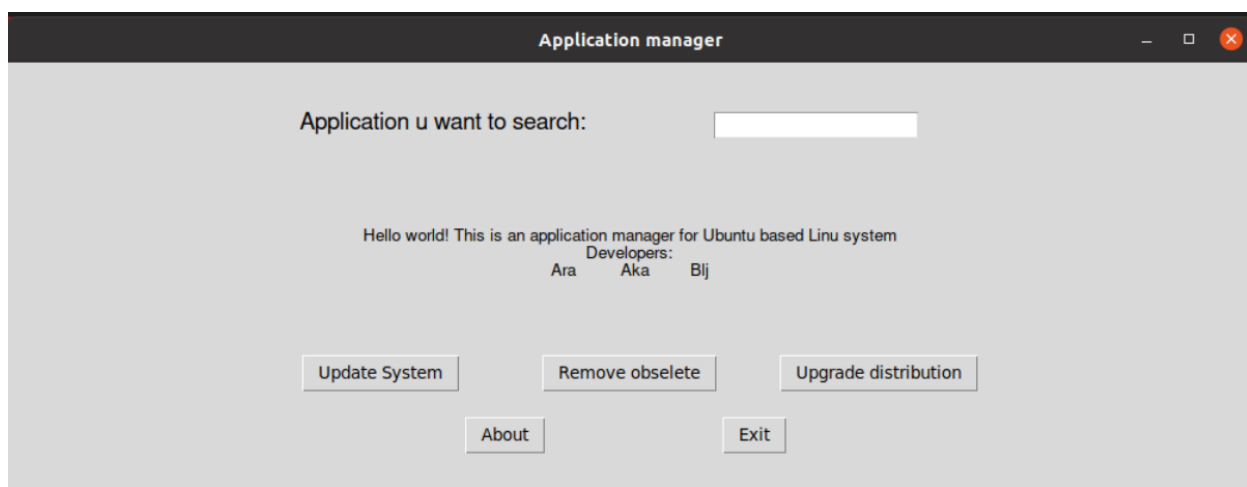 Application manager
Application u want to search:
Hello world! This is an application manager for Ubuntu based Linu system
Developers:
Ara Aka Blj
Update System Remove obselete Upgrade distribution
About Exit